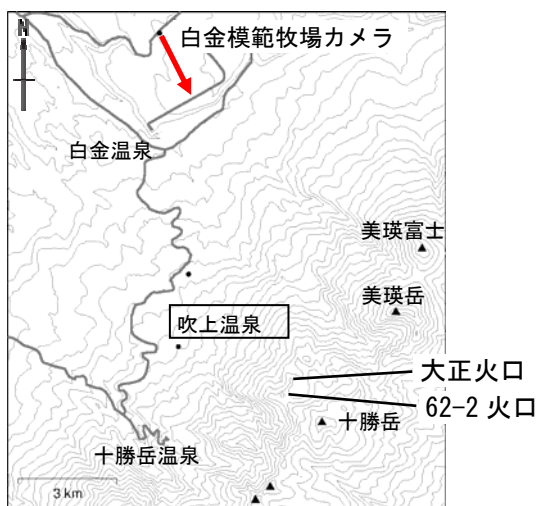 N
白金模範牧場カメラ
白金温泉
美瑛富士
美瑛岳
吹上温泉
大正火口
62-2 火口
十勝岳
十勝岳温泉
3 km